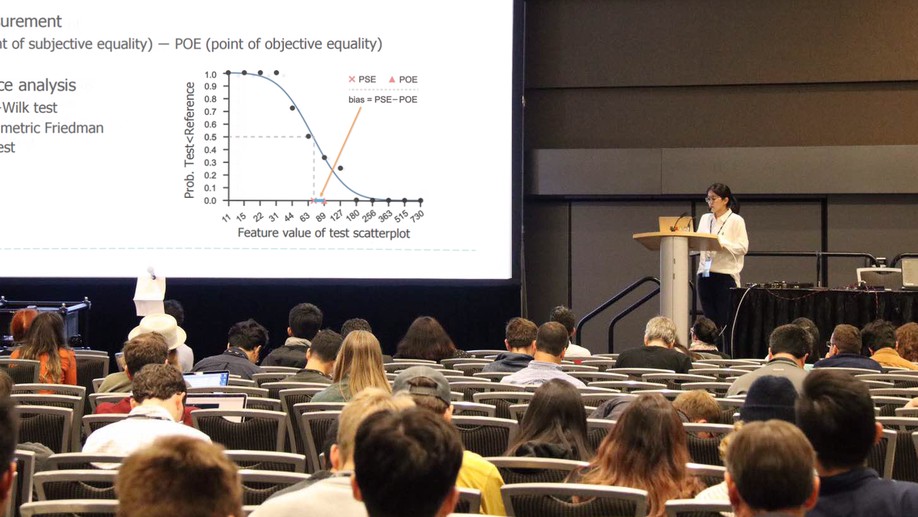 urement
t of subjective equality) — POE (point of objective equality)
ce analysis
-Wilk test
metric Friedman
est
PSE
POE
bias = PSE−POE
Prob. Test<Reference
1.0
0.9
0.8
0.7
0.6
0.5
0.4
0.3
0.2
0.1
0.0
11 15 22 31 44 63 89 127 180 256 363 515 730
Feature value of test scatterplot